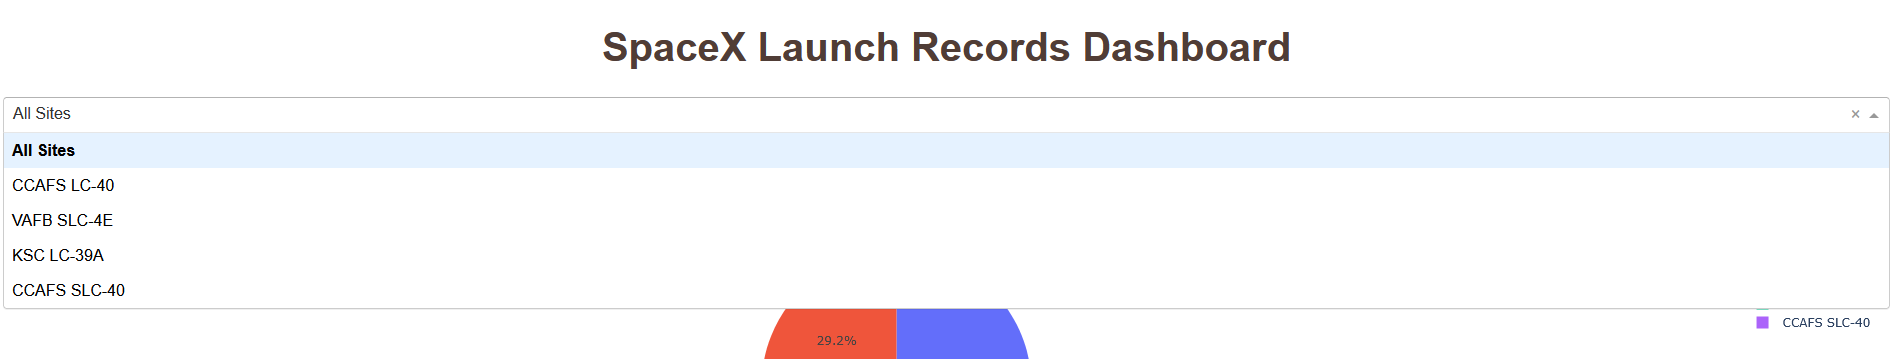 SpaceX Launch Records Dashboard
All Sites
All Sites
CCAFS LC-40
VAFB SLC-4E
KSC LC-39A
CCAFS SLC-40
CCAFS SLC-40
29.2%